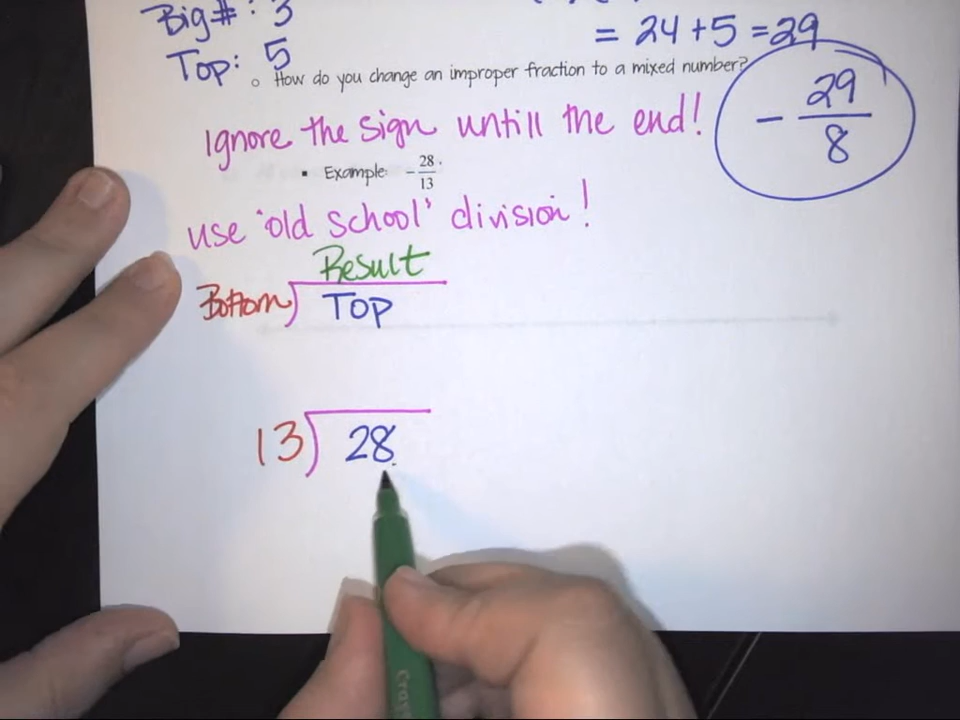 Big#: 3
= 24 + 5 = 29
Top: 5
○ How do you change an improper fraction to a mixed number?
- 29/8
Ignore the sign untill the end!
▪ Example: -28/13.
use 'old school' division!
Result
Bottom) Top
13) 28
Cross